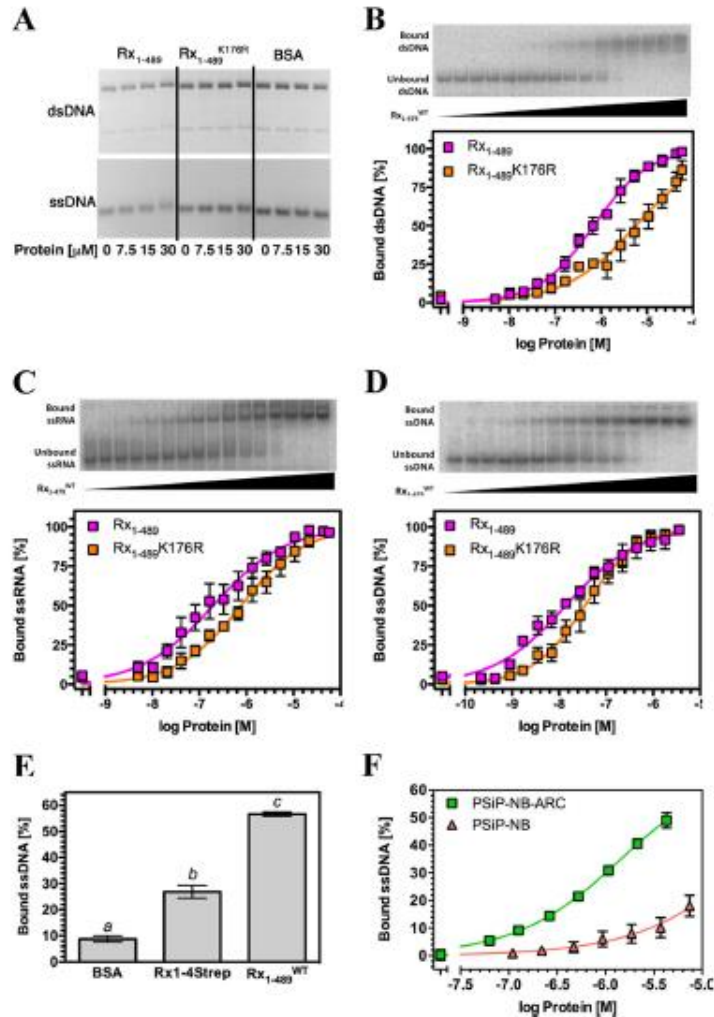 A
Rx1-489
Rx1-489 K176R
BSA
dsDNA
ssDNA
Protein [µM] 0 7.5 15 30 0 7.5 15 30 0 7.5 15 30
B
Bound
dsDNA
Unbound
dsDNA
Rx1-489WT
Rx1-489
Rx1-489K176R
Bound dsDNA [%]
100
75
50
25
0
-9 -8 -7 -6 -5 -4
log Protein [M]
C
Bound
ssRNA
Unbound
ssRNA
Rx1-489WT
Rx1-489
Rx1-489K176R
Bound ssRNA [%]
100
75
50
25
0
-9 -8 -7 -6 -5 -4
log Protein [M]
D
Bound
ssDNA
Unbound
ssDNA
Rx1-489WT
Rx1-489
Rx1-489K176R
Bound ssDNA [%]
100
75
50
25
0
-10 -9 -8 -7 -6 -5
log Protein [M]
E
Bound ssDNA [%]
60
50
40
30
20
10
0
a
b
c
BSA Rx1-4Strep Rx1-489WT
F
PSiP-NB-ARC
PSiP-NB
Bound ssDNA [%]
60
50
40
30
20
10
0
-7.5 -7.0 -6.5 -6.0 -5.5 -5.0
log Protein [M]